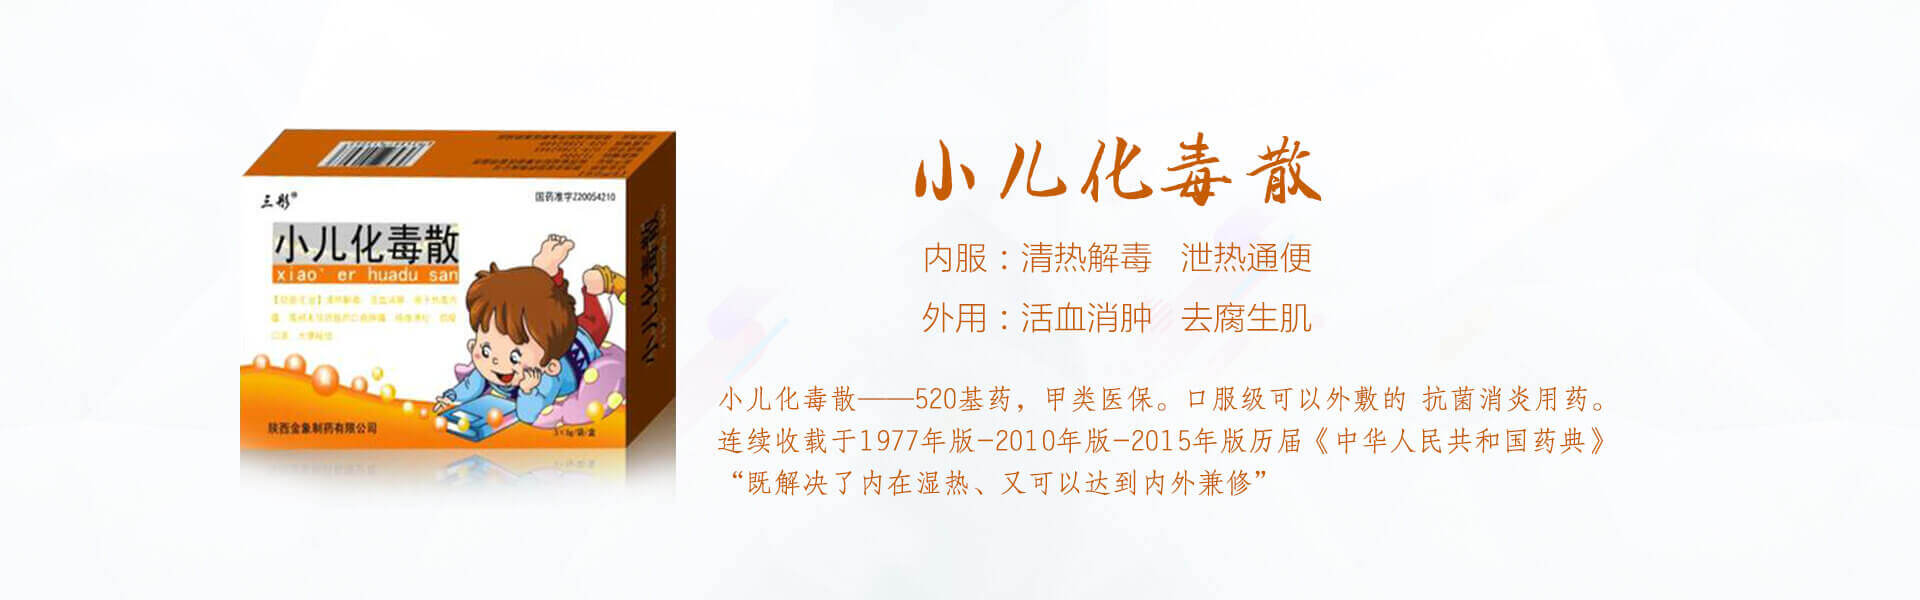 三彤®
国药准字Z20054210
小儿化毒散
xiao` er huadu san
陕西金象制药有限公司
小儿化毒散
小儿化毒散
内服：清热解毒 泄热通便
外用：活血消肿 去腐生肌
小儿化毒散——520基药，甲类医保。口服级可以外敷的 抗菌消炎用药。
连续收载于1977年版-2010年版-2015年版历届《中华人民共和国药典》
“既解决了内在湿热、又可以达到内外兼修”